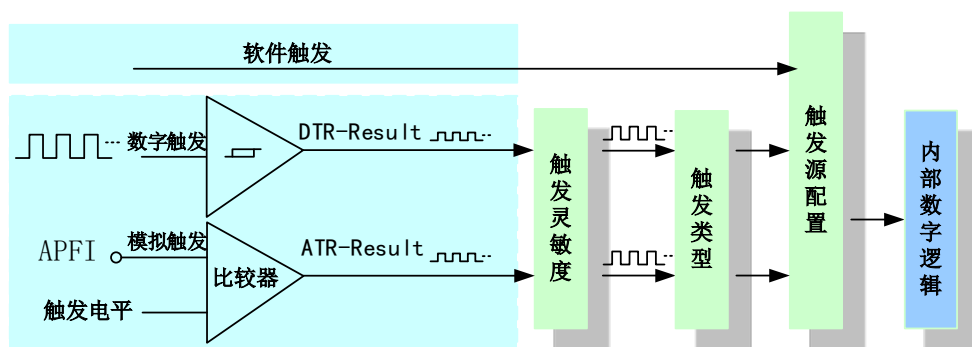 软件触发
数字触发
DTR-Result
APFI
模拟触发
ATR-Result
比较器
触发电平
触发灵敏度
触发类型
触发源配置
内部数字逻辑